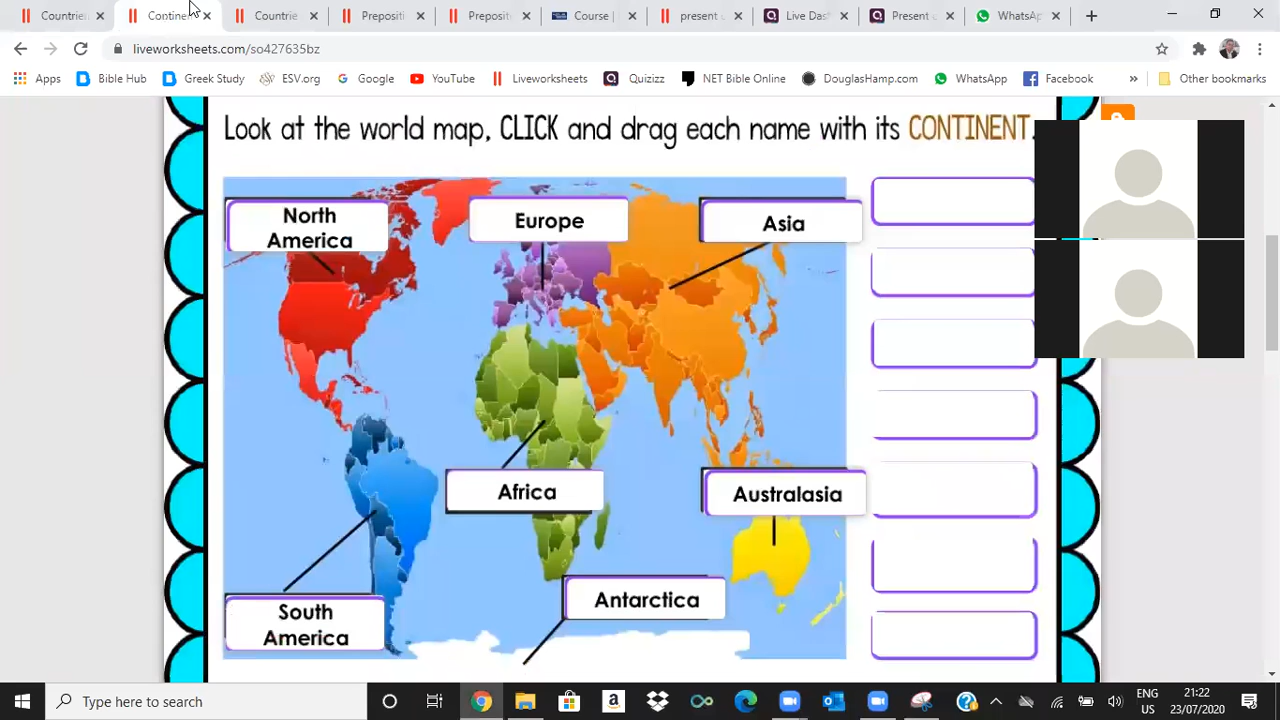 Countries
Contine
Countrie
Prepositi
Preposit
Course |
present c
Live Das
Present c
WhatsAp
liveworksheets.com/so427635bz
Apps Bible Hub Greek Study ESV.org Google YouTube Liveworksheets Quizizz NET Bible Online DouglasHamp.com WhatsApp Facebook » Other bookmarks
Look at the world map, CLICK and drag each name with its CONTINENT.
North
America
Europe
Asia
Africa
Australasia
Antarctica
South
America
Type here to search
ENG
US
21:22
23/07/2020